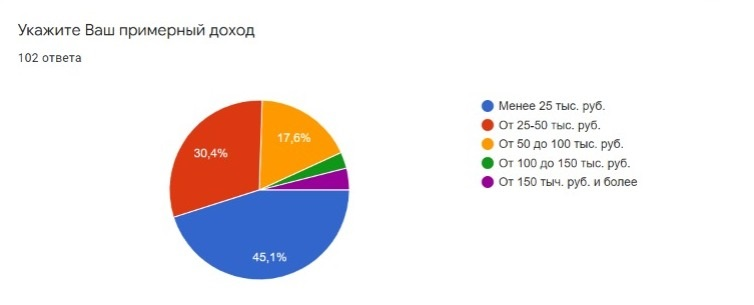 Укажите Ваш примерный доход
102 ответа
17,6%
30,4%
45,1%
Менее 25 тыс. руб.
От 25-50 тыс. руб.
От 50 до 100 тыс. руб.
От 100 до 150 тыс. руб.
От 150 тыч. руб. и более